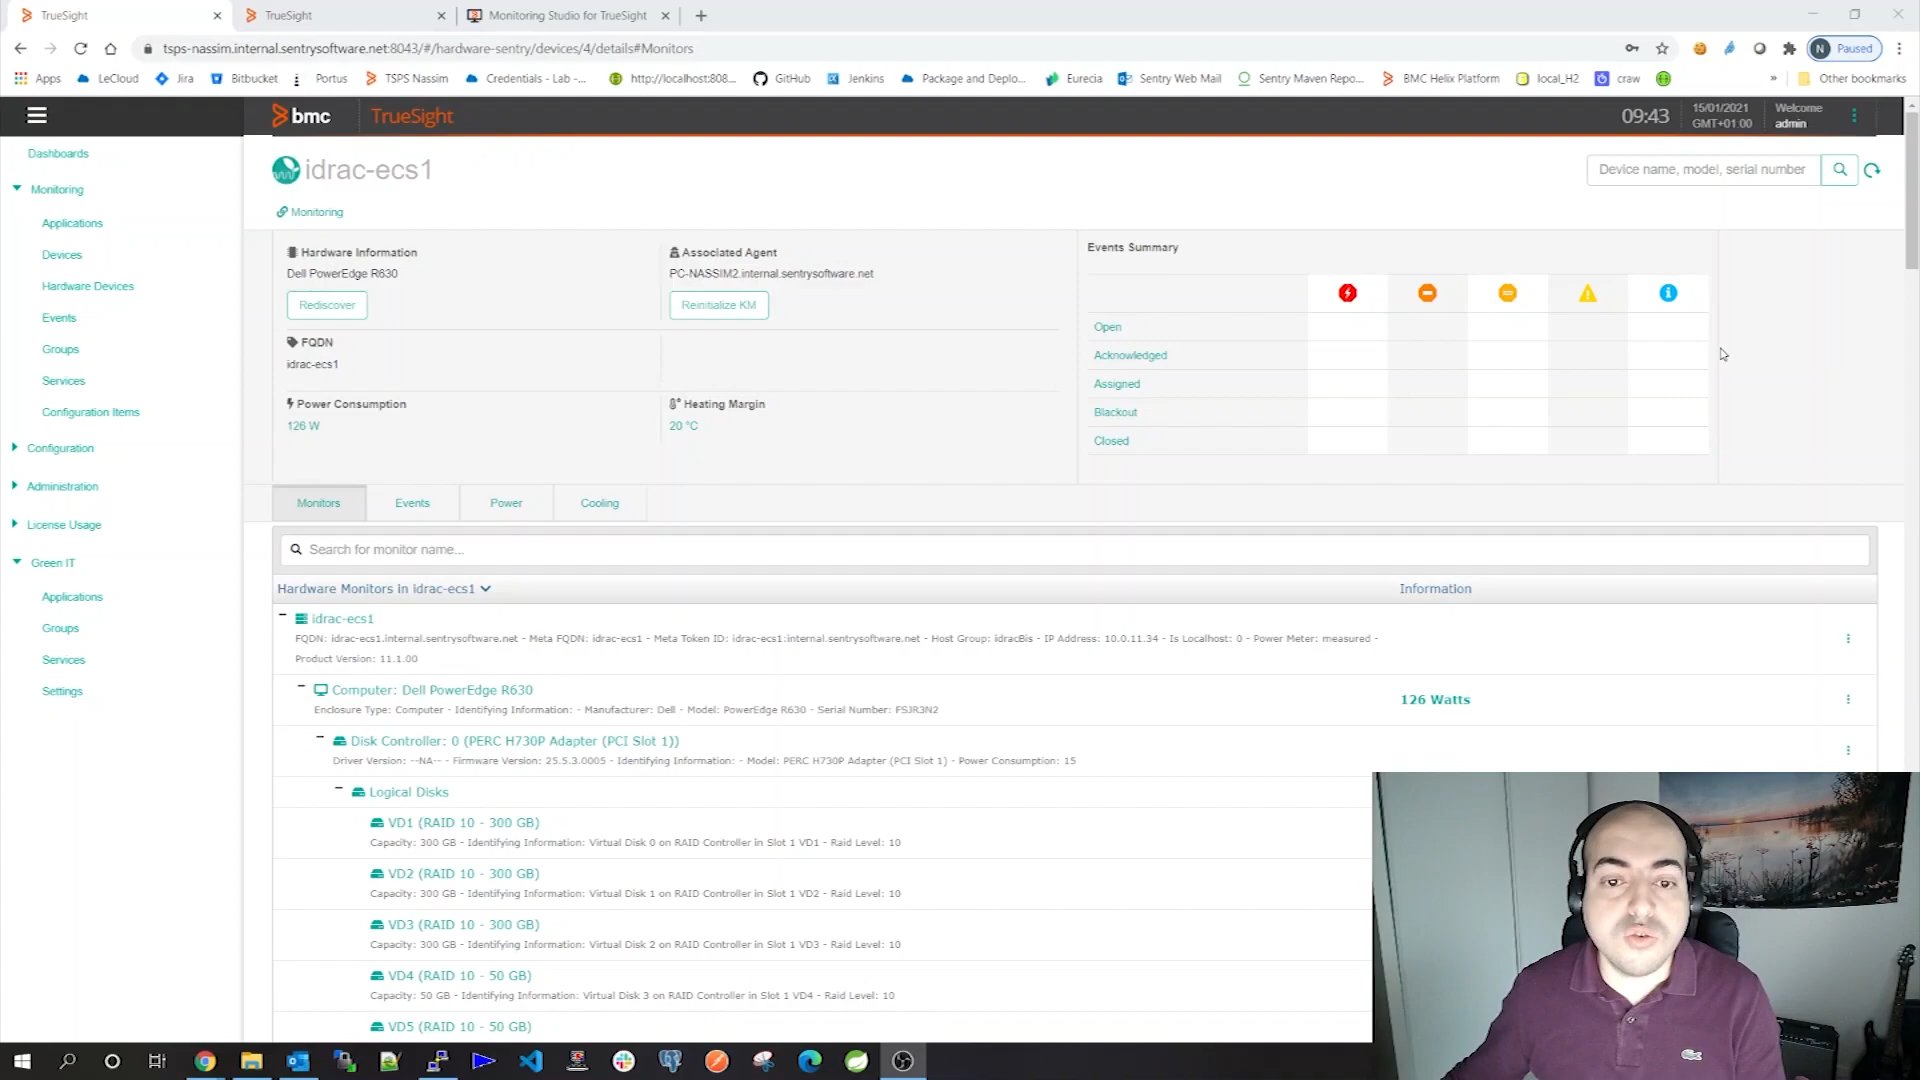 TrueSight
TrueSight
Monitoring Studio for TrueSight
tsps-nassim.internal.sentrysoftware.net:8043/#/hardware-sentry/devices/4/details#Monitors
N Paused
Apps LeCloud Jira Bitbucket Portus TSPS Nassim Credentials - Lab -... http://localhost:808... GitHub Jenkins Package and Deplo... Eurecia Sentry Web Mail Sentry Maven Repo... BMC Helix Platform local_H2 craw » Other bookmarks
bmc TrueSight
09:43
15/01/2021
GMT+01:00
Welcome
admin
Dashboards
Monitoring
Applications
Devices
Hardware Devices
Events
Groups
Services
Configuration Items
Configuration
Administration
License Usage
Green IT
Applications
Groups
Services
Settings
idrac-ecs1
Device name, model, serial number
Monitoring
Hardware Information
Dell PowerEdge R630
Rediscover
Associated Agent
PC-NASSIM2.internal.sentrysoftware.net
Reinitialize KM
FQDN
idrac-ecs1
Power Consumption
126 W
Heating Margin
20 °C
Events Summary
Open
Acknowledged
Assigned
Blackout
Closed
Monitors Events Power Cooling
Search for monitor name...
Hardware Monitors in idrac-ecs1 Information
idrac-ecs1
FQDN: idrac-ecs1.internal.sentrysoftware.net - Meta FQDN: idrac-ecs1 - Meta Token ID: idrac-ecs1:internal.sentrysoftware.net - Host Group: idracBis - IP Address: 10.0.11.34 - Is Localhost: 0 - Power Meter: measured -
Product Version: 11.1.00
Computer: Dell PowerEdge R630
126 Watts
Enclosure Type: Computer - Identifying Information: - Manufacturer: Dell - Model: PowerEdge R630 - Serial Number: FSJR3N2
Disk Controller: 0 (PERC H730P Adapter (PCI Slot 1))
Driver Version: --NA-- - Firmware Version: 25.5.3.0005 - Identifying Information: - Model: PERC H730P Adapter (PCI Slot 1) - Power Consumption: 15
Logical Disks
VD1 (RAID 10 - 300 GB)
Capacity: 300 GB - Identifying Information: Virtual Disk 0 on RAID Controller in Slot 1 VD1 - Raid Level: 10
VD2 (RAID 10 - 300 GB)
Capacity: 300 GB - Identifying Information: Virtual Disk 1 on RAID Controller in Slot 1 VD2 - Raid Level: 10
VD3 (RAID 10 - 300 GB)
Capacity: 300 GB - Identifying Information: Virtual Disk 2 on RAID Controller in Slot 1 VD3 - Raid Level: 10
VD4 (RAID 10 - 50 GB)
Capacity: 50 GB - Identifying Information: Virtual Disk 3 on RAID Controller in Slot 1 VD4 - Raid Level: 10
VD5 (RAID 10 - 50 GB)